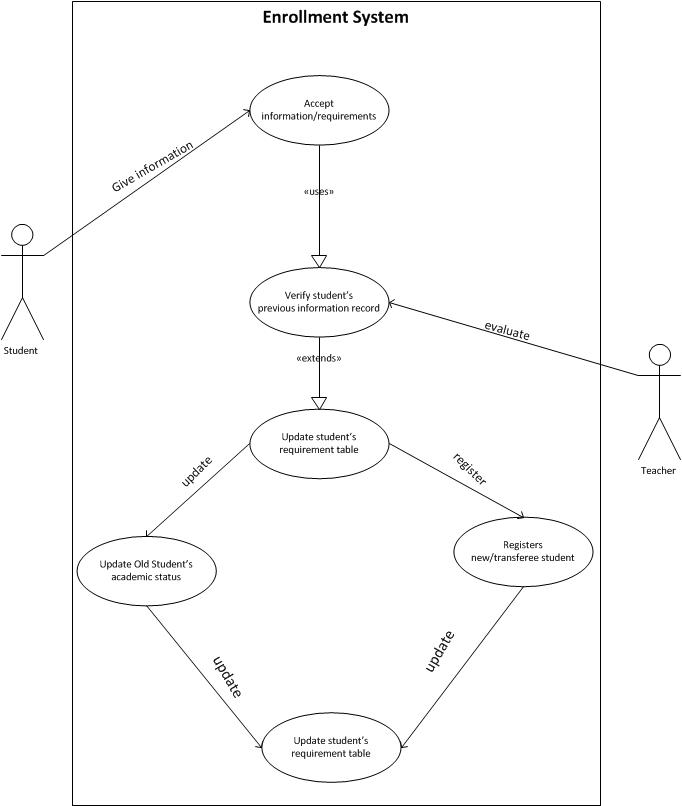 Enrollment System
Accept
information/requirements
Give information
«uses»
Verify student's
previous information record
evaluate
Student
«extends»
Update student's
requirement table
Teacher
update
register
Update Old Student's
academic status
Registers
new/transferee student
update
update
Update student's
requirement table